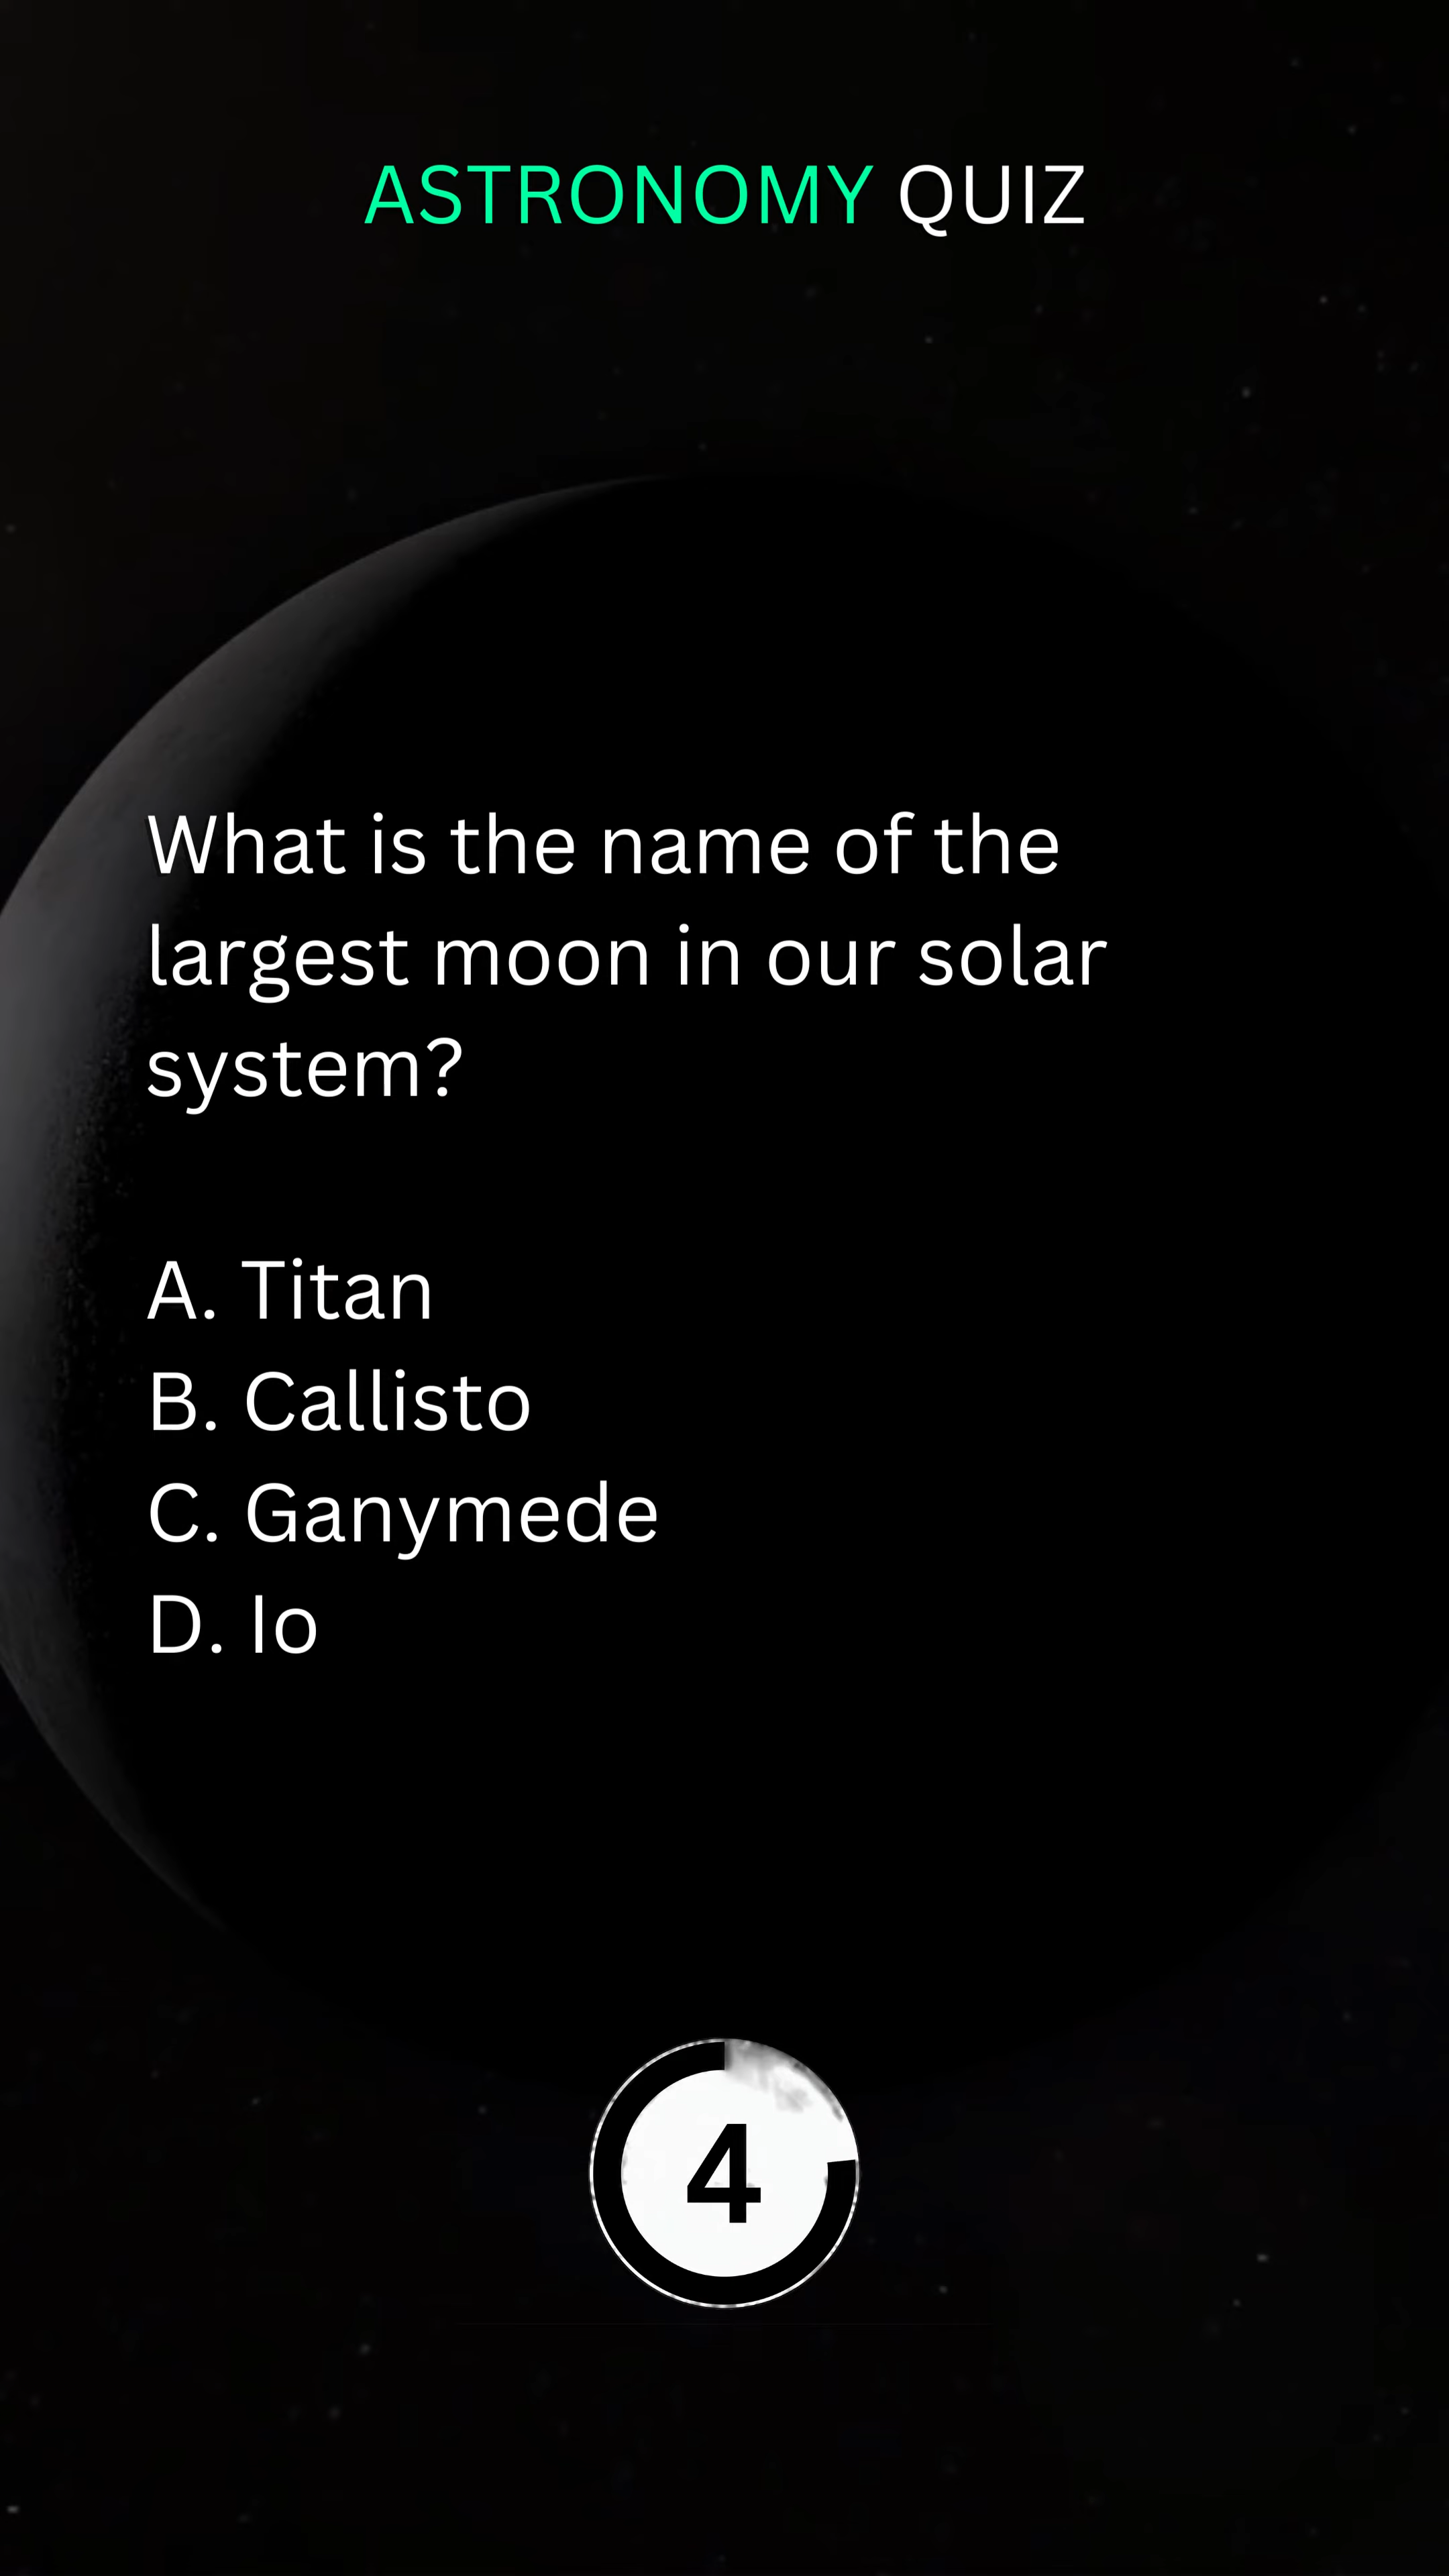 ASTRONOMY QUIZ
What is the name of the
largest moon in our solar
system?
A. Titan
B. Callisto
C. Ganymede
D. Io
4